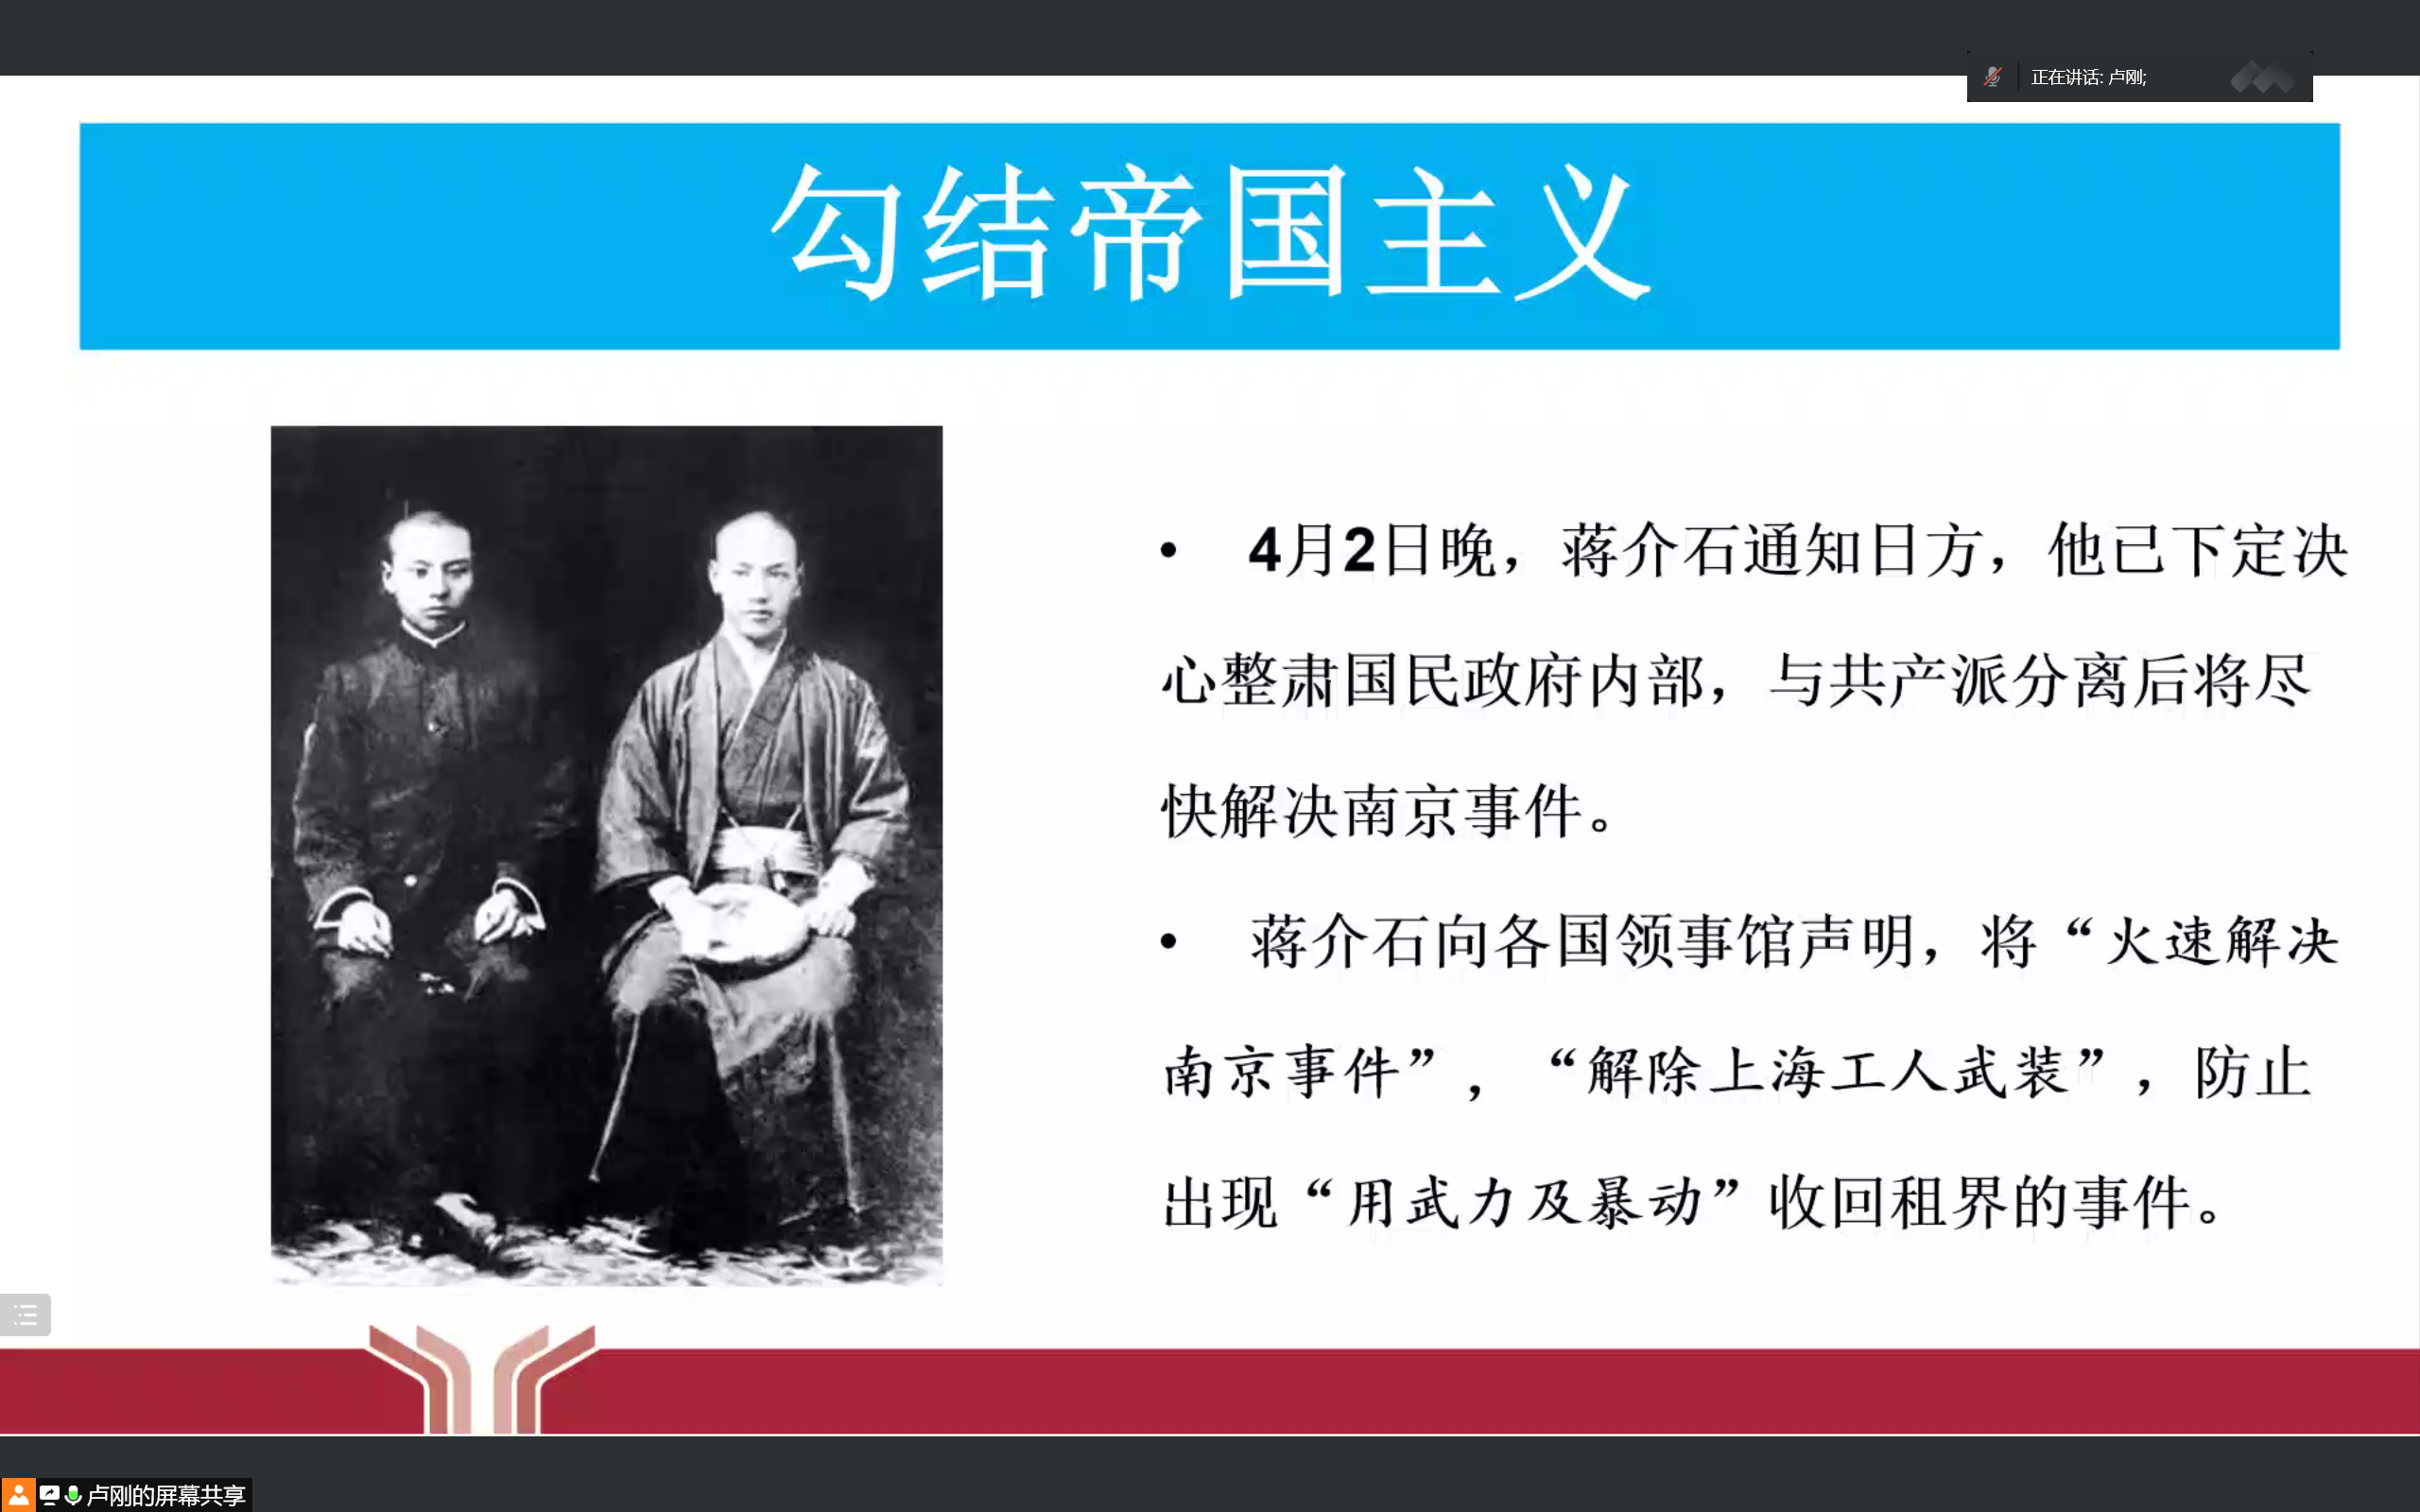 正在讲话: 卢刚;
勾结帝国主义
• 4月2日晚，蒋介石通知日方，他已下定决
心整肃国民政府内部，与共产派分离后将尽
快解决南京事件。
• 蒋介石向各国领事馆声明，将“火速解决
南京事件”，“解除上海工人武装”，防止
出现“用武力及暴动”收回租界的事件。
卢刚的屏幕共享